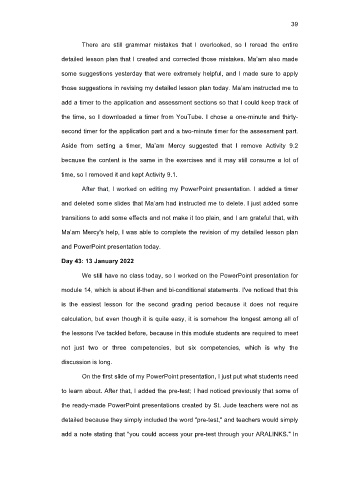 39
There are still grammar mistakes that I overlooked, so I reread the entire
detailed lesson plan that I created and corrected those mistakes. Ma'am also made
some suggestions yesterday that were extremely helpful, and I made sure to apply
those suggestions in revising my detailed lesson plan today. Ma'am instructed me to
add a timer to the application and assessment sections so that I could keep track of
the time, so I downloaded a timer from YouTube. I chose a one-minute and thirty-
second timer for the application part and a two-minute timer for the assessment part.
Aside from setting a timer, Ma'am Mercy suggested that I remove Activity 9.2
because the content is the same in the exercises and it may still consume a lot of
time, so I removed it and kept Activity 9.1.
After that, I worked on editing my PowerPoint presentation. I added a timer
and deleted some slides that Ma'am had instructed me to delete. I just added some
transitions to add some effects and not make it too plain, and I am grateful that, with
Ma'am Mercy's help, I was able to complete the revision of my detailed lesson plan
and PowerPoint presentation today.
Day 43: 13 January 2022
We still have no class today, so I worked on the PowerPoint presentation for
module 14, which is about if-then and bi-conditional statements. I've noticed that this
is the easiest lesson for the second grading period because it does not require
calculation, but even though it is quite easy, it is somehow the longest among all of
the lessons I've tackled before, because in this module students are required to meet
not just two or three competencies, but six competencies, which is why the
discussion is long.
On the first slide of my PowerPoint presentation, I just put what students need
to learn about. After that, I added the pre-test; I had noticed previously that some of
the ready-made PowerPoint presentations created by St. Jude teachers were not as
detailed because they simply included the word "pre-test," and teachers would simply
add a note stating that "you could access your pre-test through your ARALINKS." In